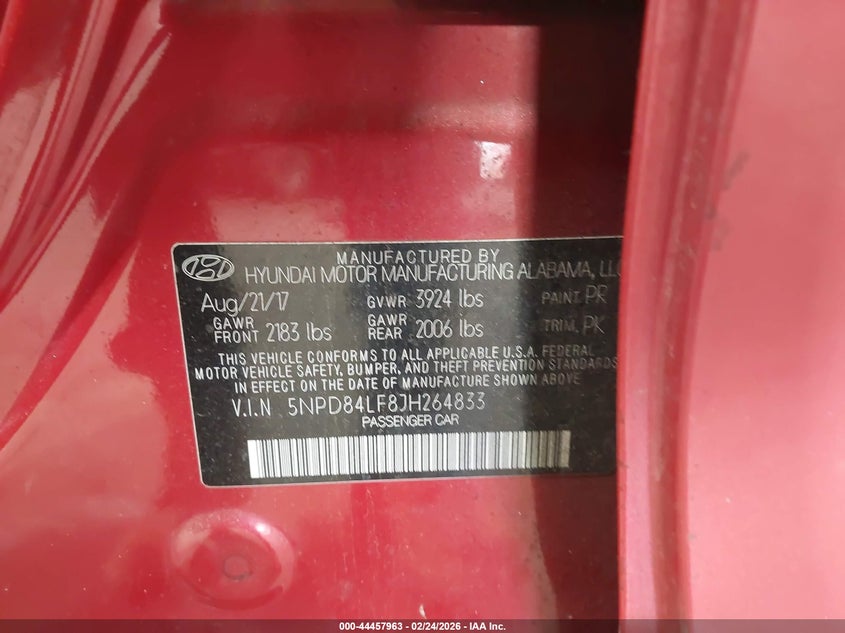 MANUFACTURED BY
HYUNDAI MOTOR MANUFACTURING ALABAMA, LLC
Aug/21/17 GVWR 3924 lbs PAINT PR
GAWR FRONT 2183 lbs GAWR REAR 2006 lbs TRIM PK
THIS VEHICLE CONFORMS TO ALL APPLICABLE U.S.A. FEDERAL
MOTOR VEHICLE SAFETY, BUMPER, AND THEFT PREVENTION STANDARDS
IN EFFECT ON THE DATE OF MANUFACTURE SHOWN ABOVE.
V.I.N 5NPD84LF8JH264833
PASSENGER CAR
000-44457963 - 02/24/2026 - IAA Inc.